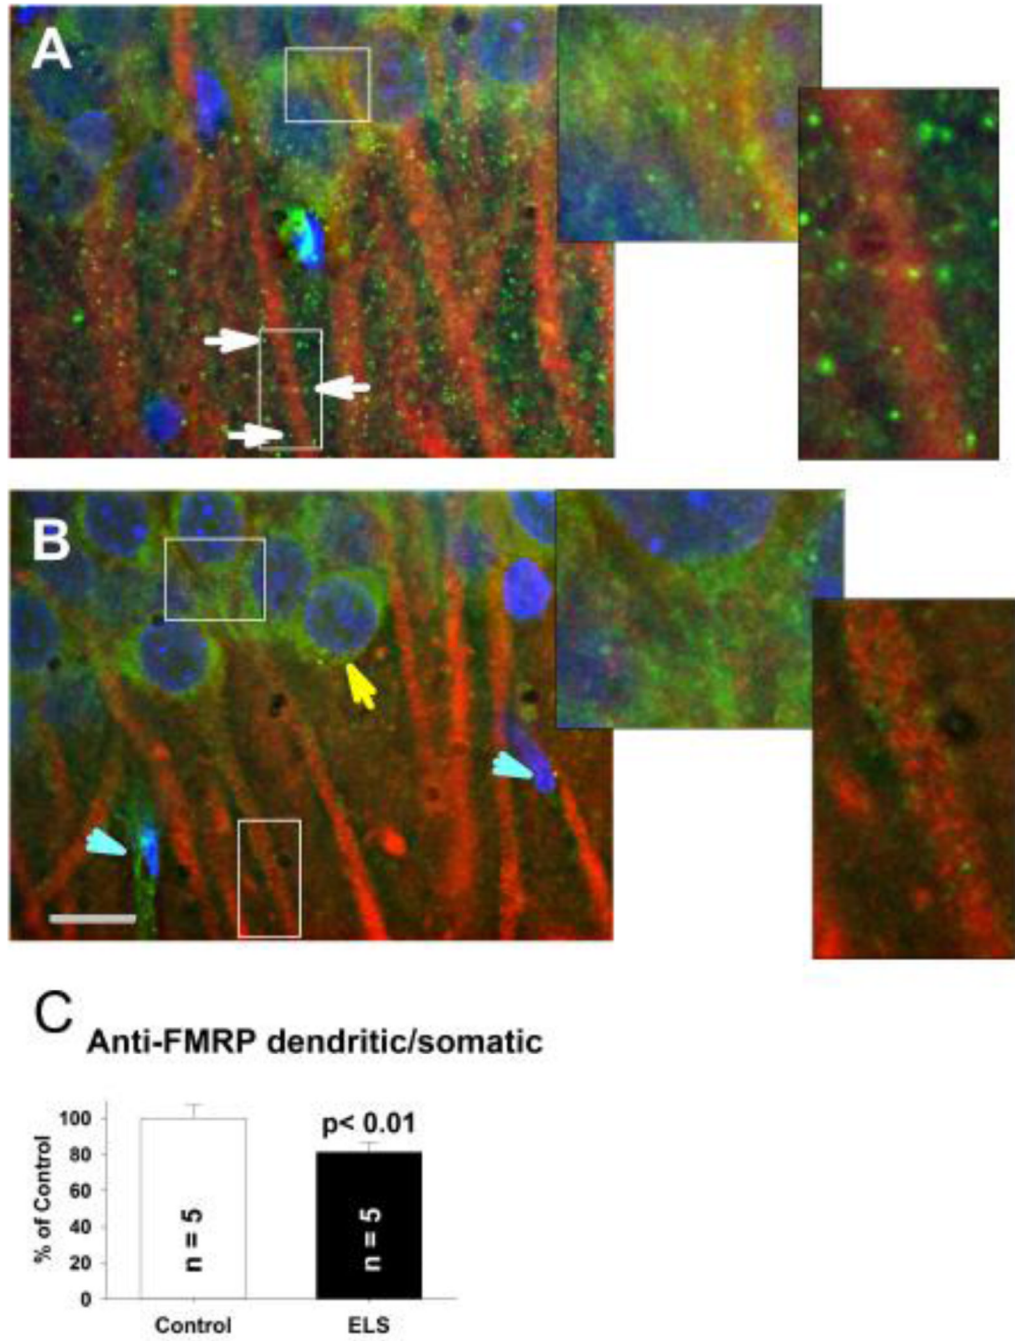 A
B
C
Anti-FMRP dendritic/somatic
p< 0.01
% of Control
100
80
60
40
20
0
n = 5
n = 5
Control
ELS